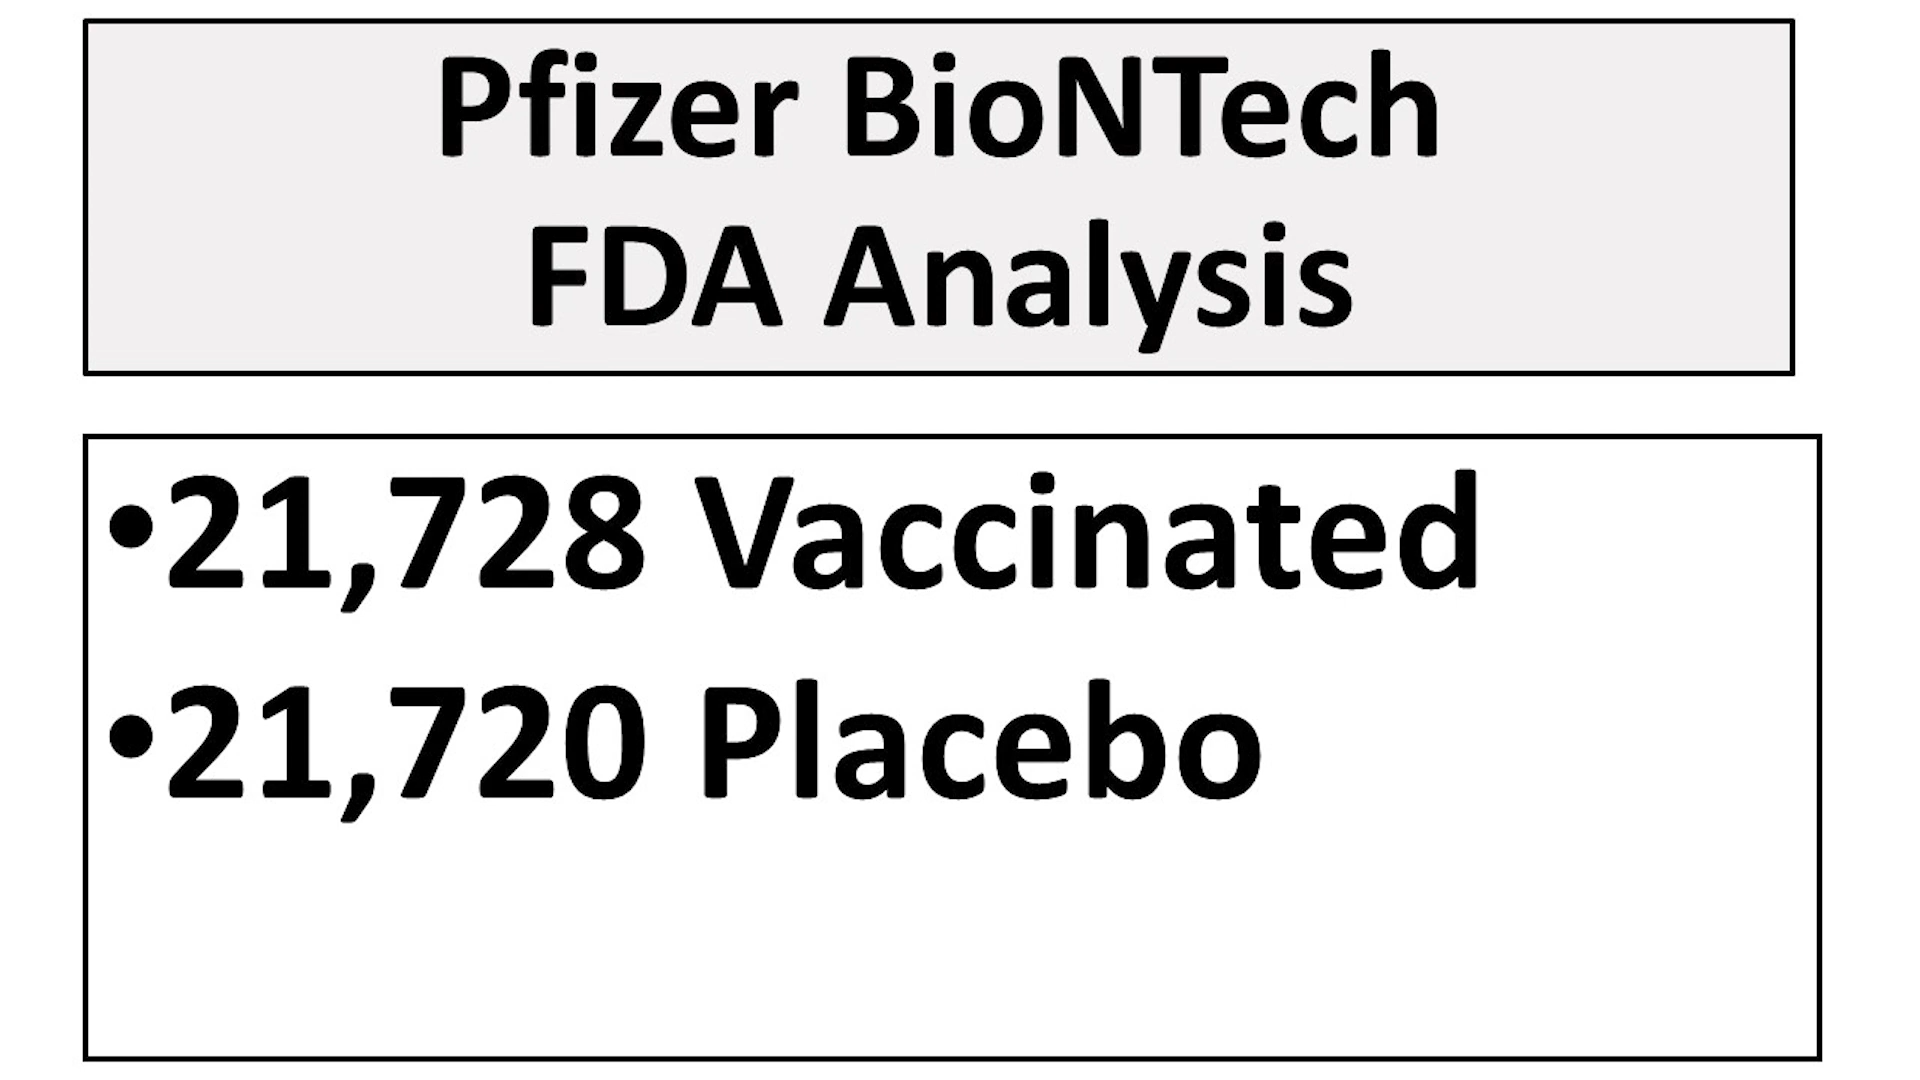 Pfizer BioNTech
FDA Analysis
•21,728 Vaccinated
•21,720 Placebo